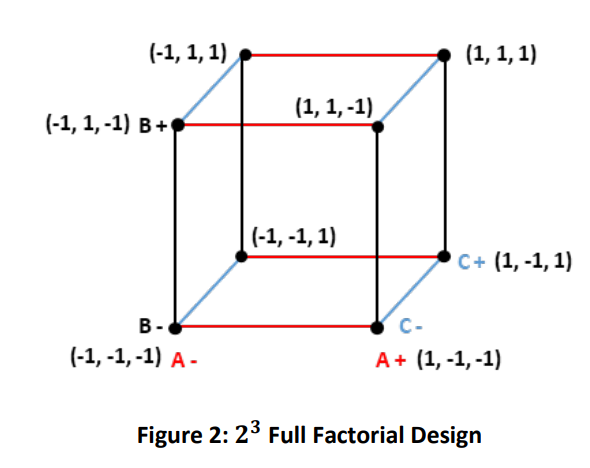 (-1, 1, 1) (1, 1, 1)
(1, 1, -1)
(-1, 1, -1) B+
(-1, -1, 1)
C+ (1, -1, 1)
B- C-
(-1, -1, -1) A- A+ (1, -1, -1)
Figure 2: 2³ Full Factorial Design